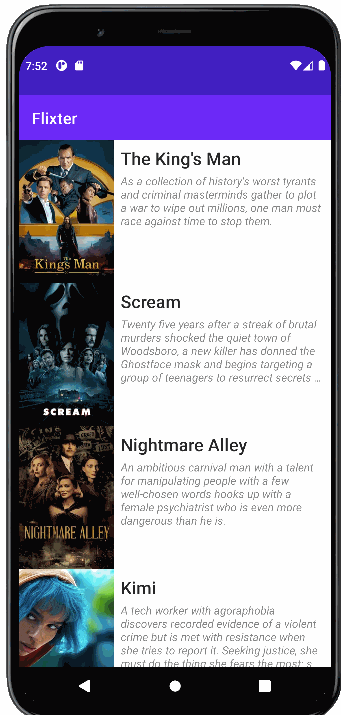 7:52
Flixter
The King's Man
As a collection of history's worst tyrants
and criminal masterminds gather to plot
a war to wipe out millions, one man must
race against time to stop them.
The
King's Man
Scream
Twenty five years after a streak of brutal
murders shocked the quiet town of
Woodsboro, a new killer has donned the
Ghostface mask and begins targeting a
group of teenagers to resurrect secrets ...
SCREAM
Nightmare Alley
An ambitious carnival man with a talent
for manipulating people with a few
well-chosen words hooks up with a
female psychiatrist who is even more
dangerous than he is.
NIGHTMARE ALLEY
Kimi
A tech worker with agoraphobia
discovers recorded evidence of a violent
crime but is met with resistance when
she tries to report it. Seeking justice, she
must do the thing she fears the most: s